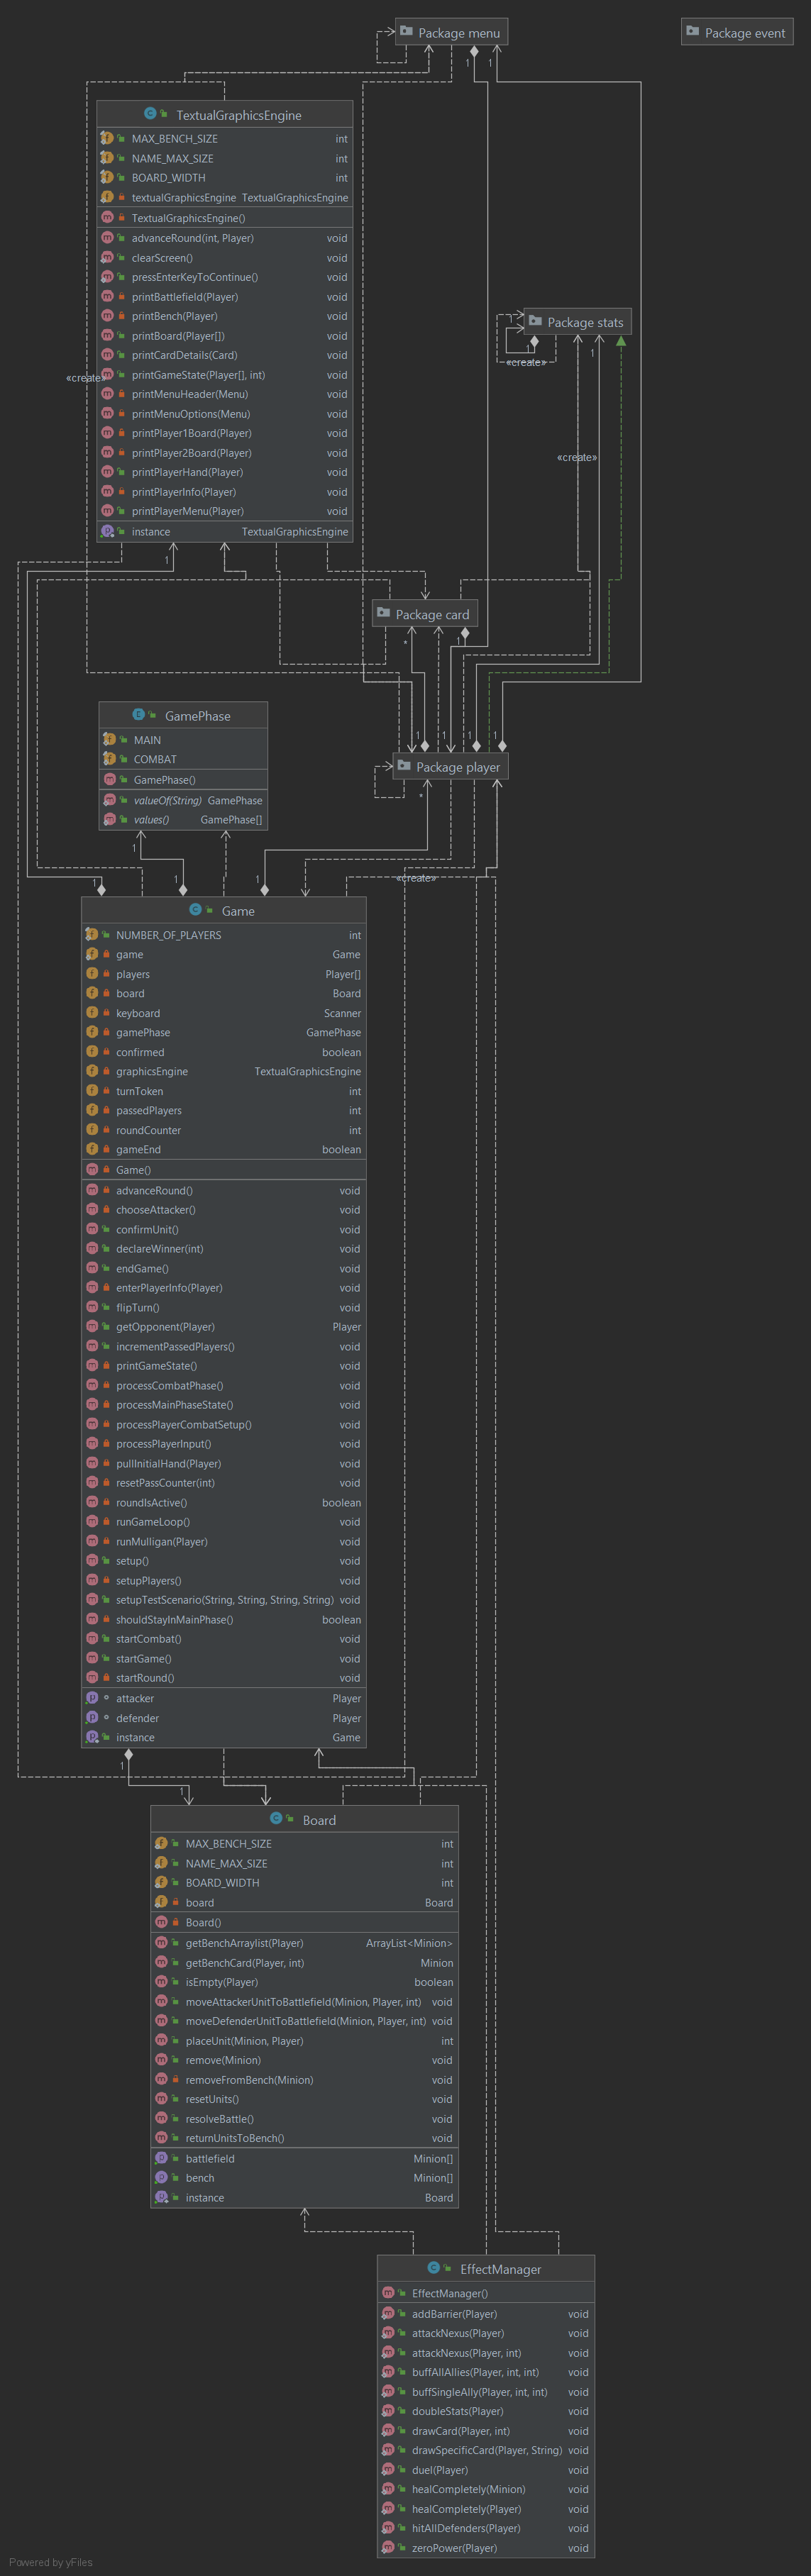 Package menu
Package event
TextualGraphicsEngine
MAX_BENCH_SIZE int
NAME_MAX_SIZE int
BOARD_WIDTH int
textualGraphicsEngine TextualGraphicsEngine
TextualGraphicsEngine()
advanceRound(int, Player) void
clearScreen() void
pressEnterKeyToContinue() void
printBattlefield(Player) void
printBench(Player) void
printBoard(Player[]) void
printCardDetails(Card) void
printGameState(Player[], int) void
printMenuHeader(Menu) void
printMenuOptions(Menu) void
printPlayer1Board(Player) void
printPlayer2Board(Player) void
printPlayerHand(Player) void
printPlayerInfo(Player) void
printPlayerMenu(Player) void
instance TextualGraphicsEngine
«create»
Package stats
«create»
«create»
Package card
Package player
GamePhase
MAIN
COMBAT
GamePhase()
valueOf(String) GamePhase
values() GamePhase[]
«create»
Game
NUMBER_OF_PLAYERS int
game Game
players Player[]
board Board
keyboard Scanner
gamePhase GamePhase
confirmed boolean
graphicsEngine TextualGraphicsEngine
turnToken int
passedPlayers int
roundCounter int
gameEnd boolean
Game()
advanceRound() void
chooseAttacker() void
confirmUnit() void
declareWinner(int) void
endGame() void
enterPlayerInfo(Player) void
flipTurn() void
getOpponent(Player) Player
incrementPassedPlayers() void
printGameState() void
processCombatPhase() void
processMainPhaseState() void
processPlayerCombatSetup() void
processPlayerInput() void
pullInitialHand(Player) void
resetPassCounter(int) void
roundIsActive() boolean
runGameLoop() void
runMulligan(Player) void
setup() void
setupPlayers() void
setupTestScenario(String, String, String, String) void
shouldStayInMainPhase() boolean
startCombat() void
startGame() void
startRound() void
attacker Player
defender Player
instance Game
Board
MAX_BENCH_SIZE int
NAME_MAX_SIZE int
BOARD_WIDTH int
board Board
Board()
getBenchArraylist(Player) ArrayList<Minion>
getBenchCard(Player, int) Minion
isEmpty(Player) boolean
moveAttackerUnitToBattlefield(Minion, Player, int) void
moveDefenderUnitToBattlefield(Minion, Player, int) void
placeUnit(Minion, Player) int
remove(Minion) void
removeFromBench(Minion) void
resetUnits() void
resolveBattle() void
returnUnitsToBench() void
battlefield Minion[]
bench Minion[]
instance Board
EffectManager
EffectManager()
addBarrier(Player) void
attackNexus(Player) void
attackNexus(Player, int) void
buffAllAllies(Player, int, int) void
buffSingleAlly(Player, int, int) void
doubleStats(Player) void
drawCard(Player, int) void
drawSpecificCard(Player, String) void
duel(Player) void
healCompletely(Minion) void
healCompletely(Player) void
hitAllDefenders(Player) void
zeroPower(Player) void
Powered by yFiles